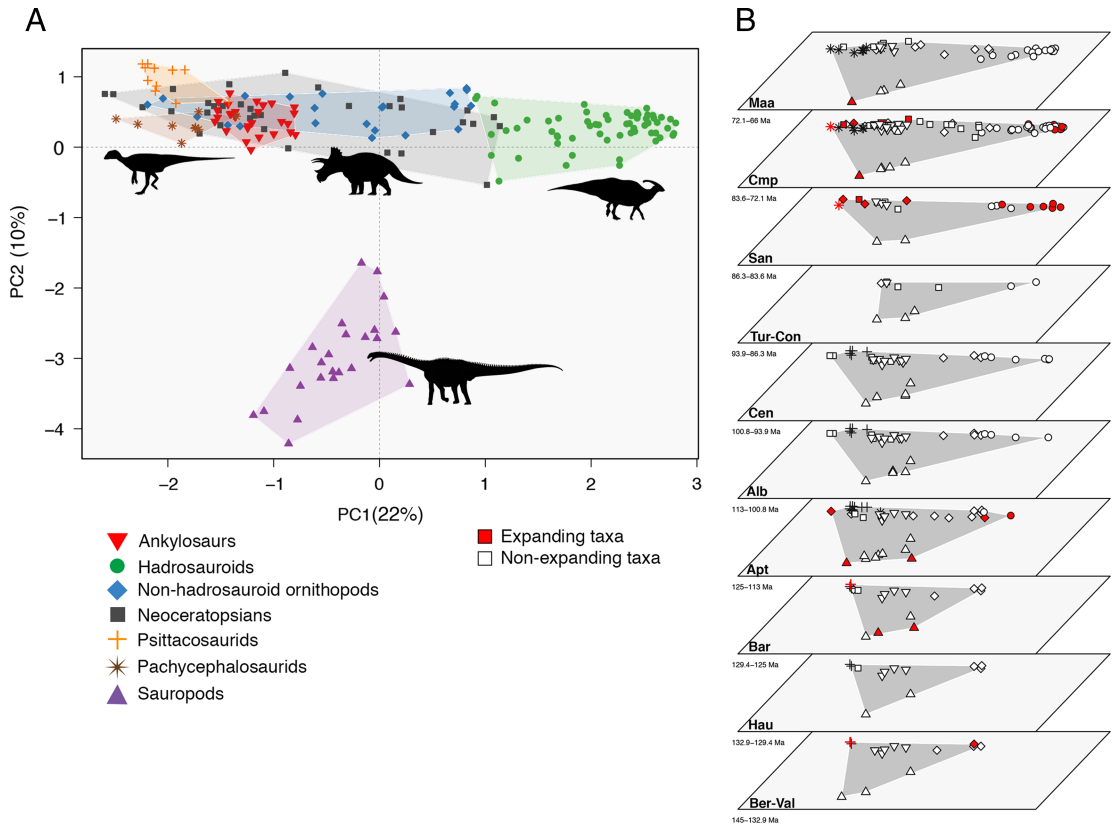 A
1
0
−1
−2
−3
−4
PC2 (10%)
−2
−1
0
1
2
3
PC1(22%)
Ankylosaurs
Hadrosauroids
Non-hadrosauroid ornithopods
Neoceratopsians
Psittacosaurids
Pachycephalosaurids
Sauropods
Expanding taxa
Non-expanding taxa
B
Maa
72.1–66 Ma
Cmp
83.6–72.1 Ma
San
86.3–83.6 Ma
Tur-Con
93.9–86.3 Ma
Cen
100.8–93.9 Ma
Alb
113–100.8 Ma
Apt
125–113 Ma
Bar
129.4–125 Ma
Hau
132.9–129.4 Ma
Ber-Val
145–132.9 Ma